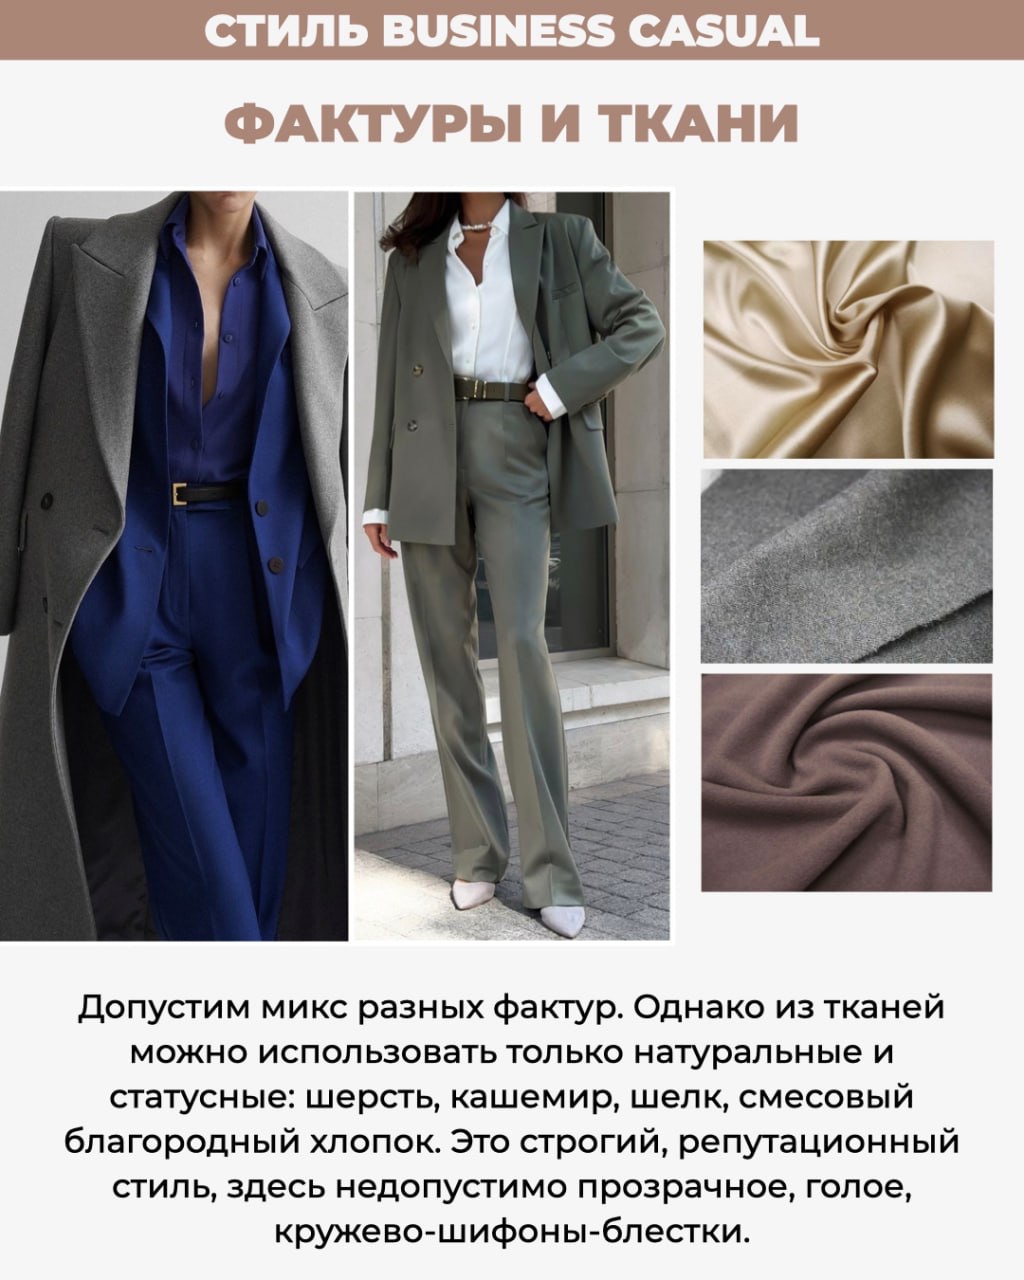 СТИЛЬ BUSINESS CASUAL
ФАКТУРЫ И ТКАНИ
Допустим микс разных фактур. Однако из тканей
можно использовать только натуральные и
статусные: шерсть, кашемир, шелк, смесовый
благородный хлопок. Это строгий, репутационный
стиль, здесь недопустимо прозрачное, голое,
кружево-шифоны-блестки.